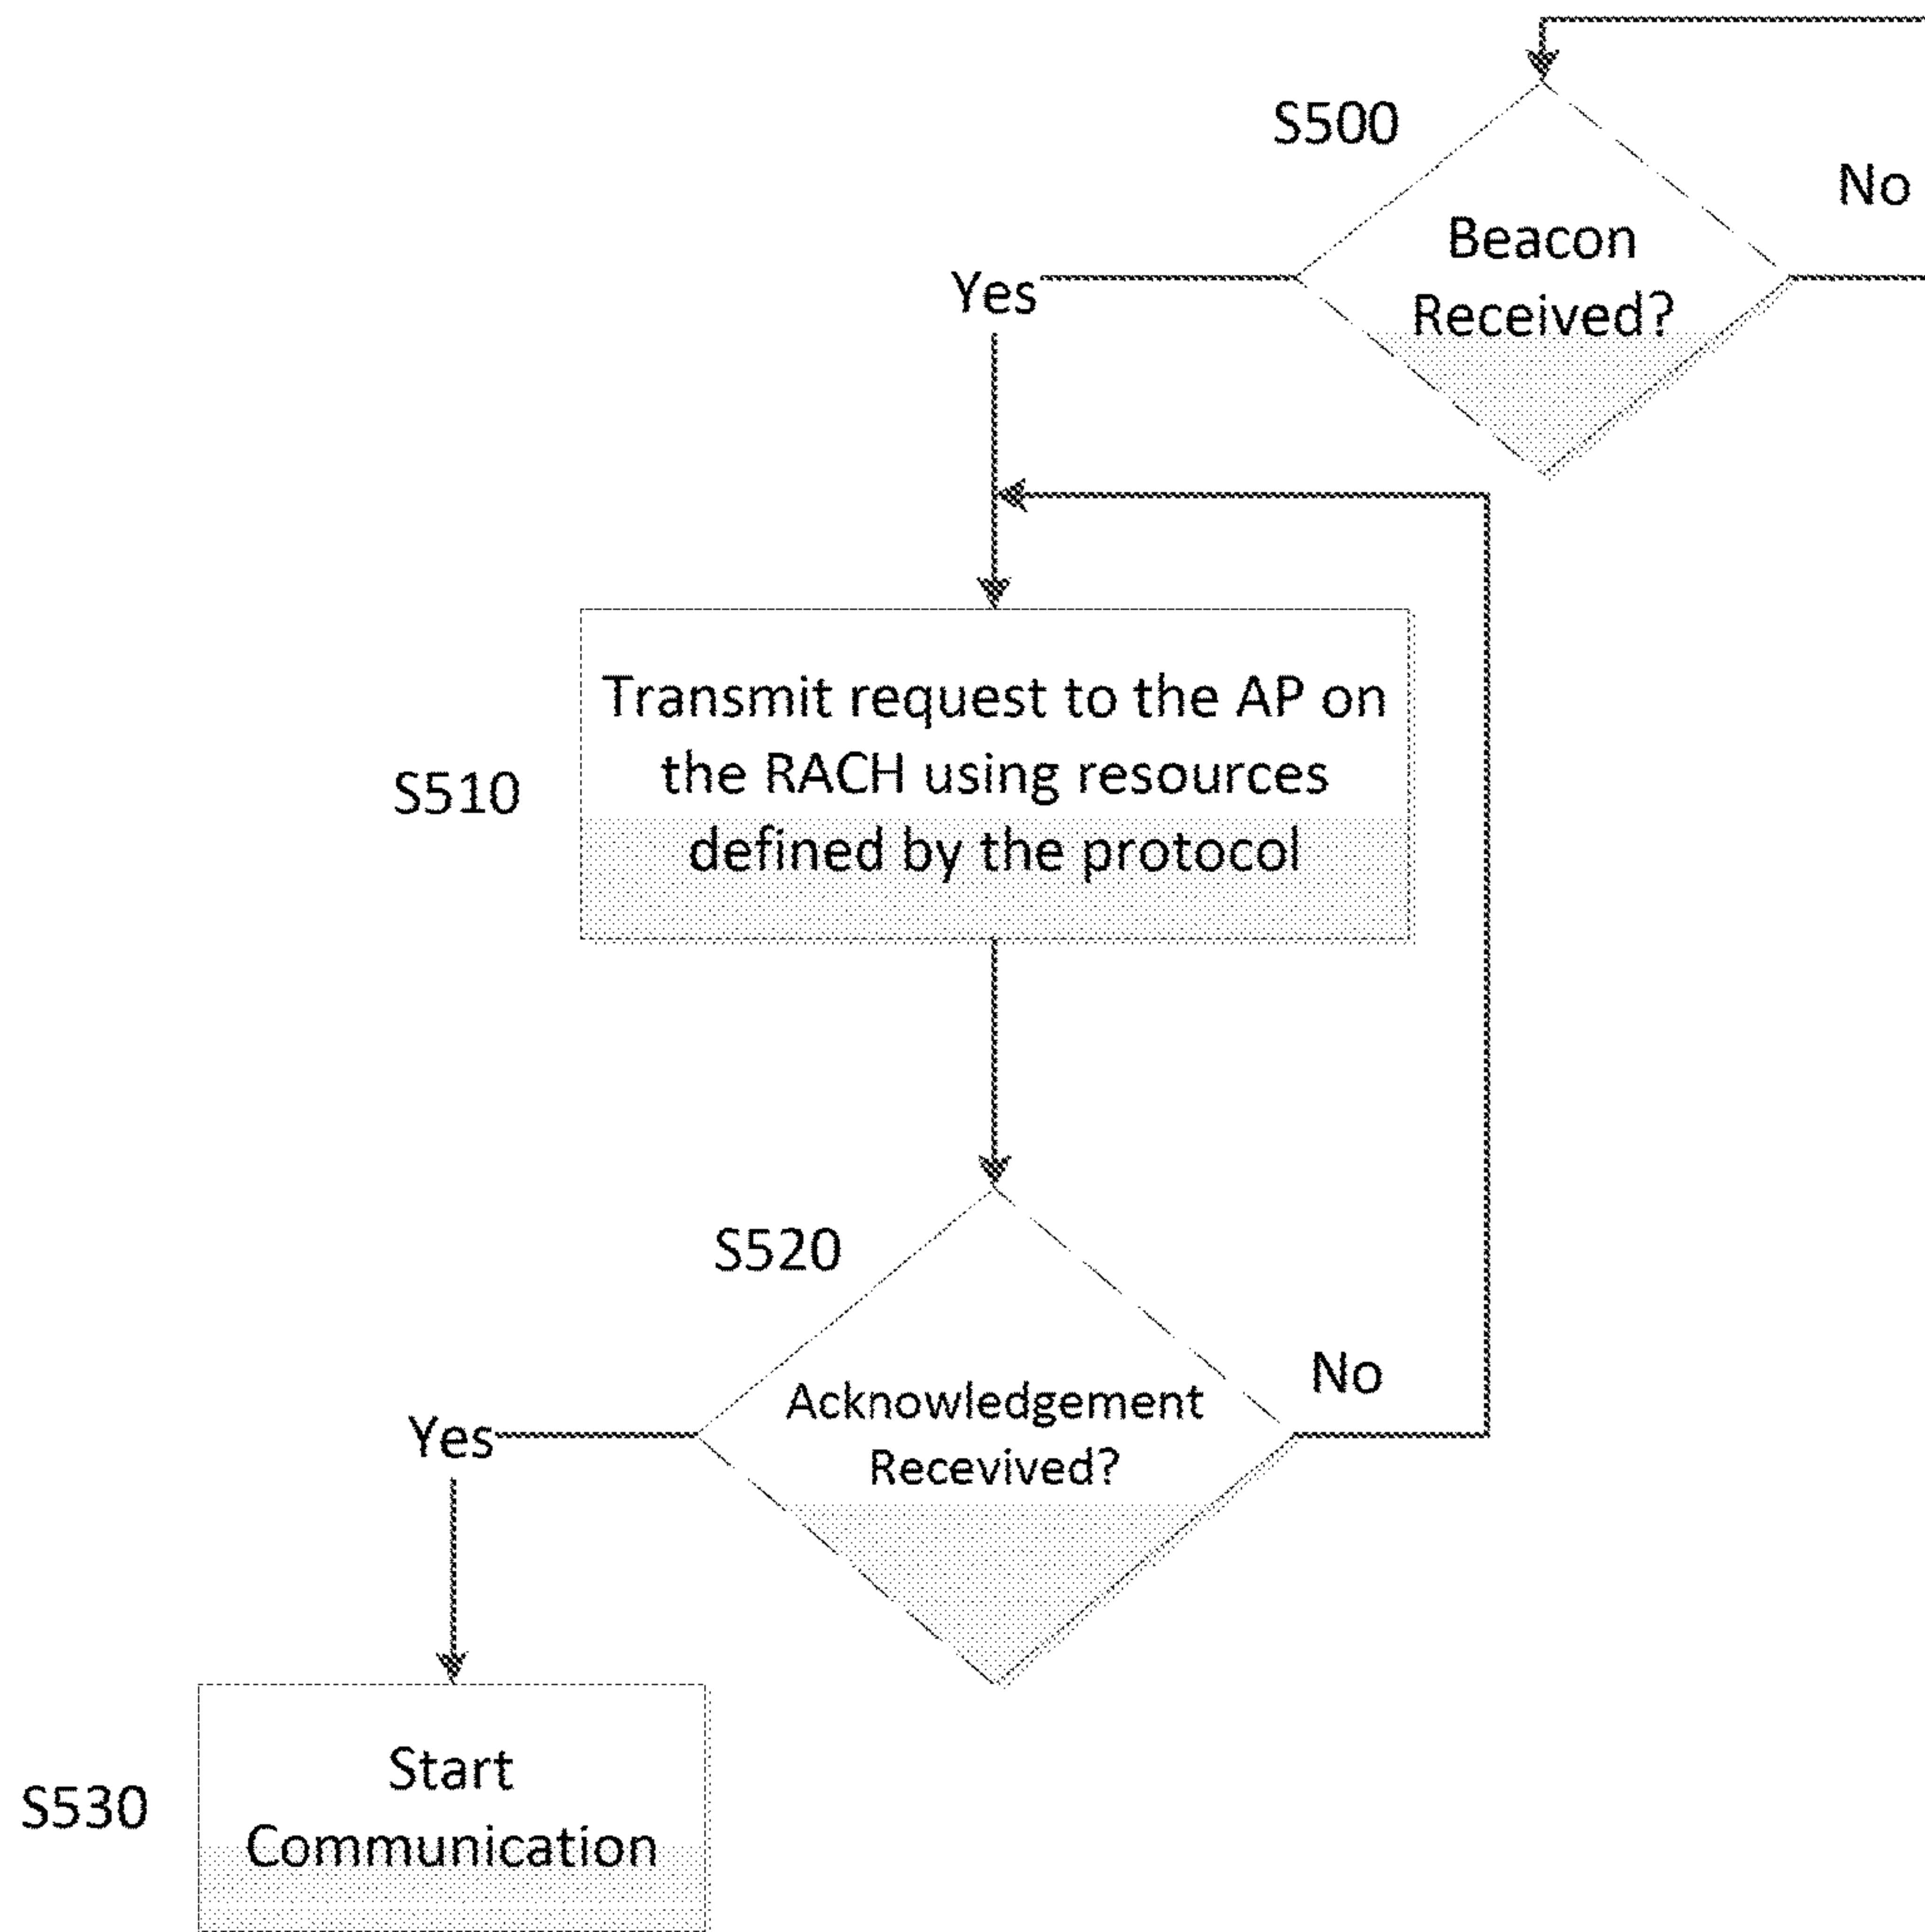 S500
No
Beacon
Received?
Yes
Transmit request to the AP on
the RACH using resources
defined by the protocol
S510
S520
Acknowledgement
Recevived?
No
Yes
S530
Start
Communication